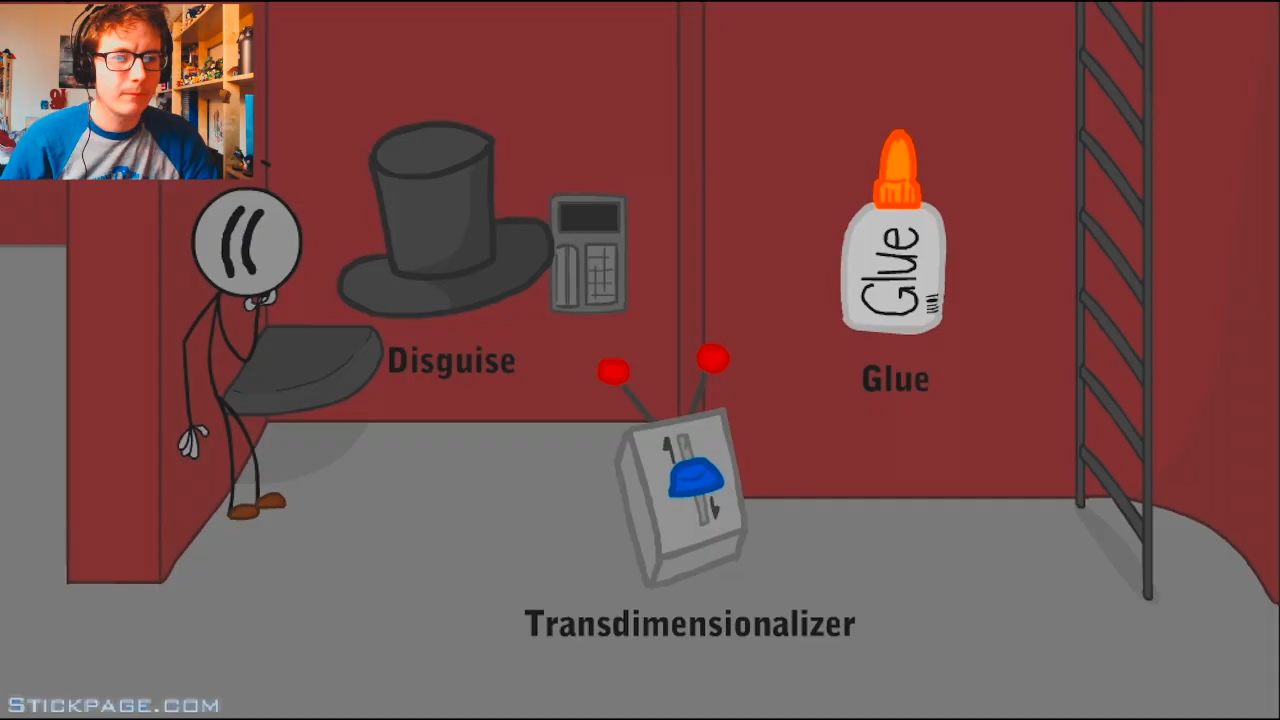 Glue
Disguise
Glue
Transdimensionalizer
STICKPAGE.COM